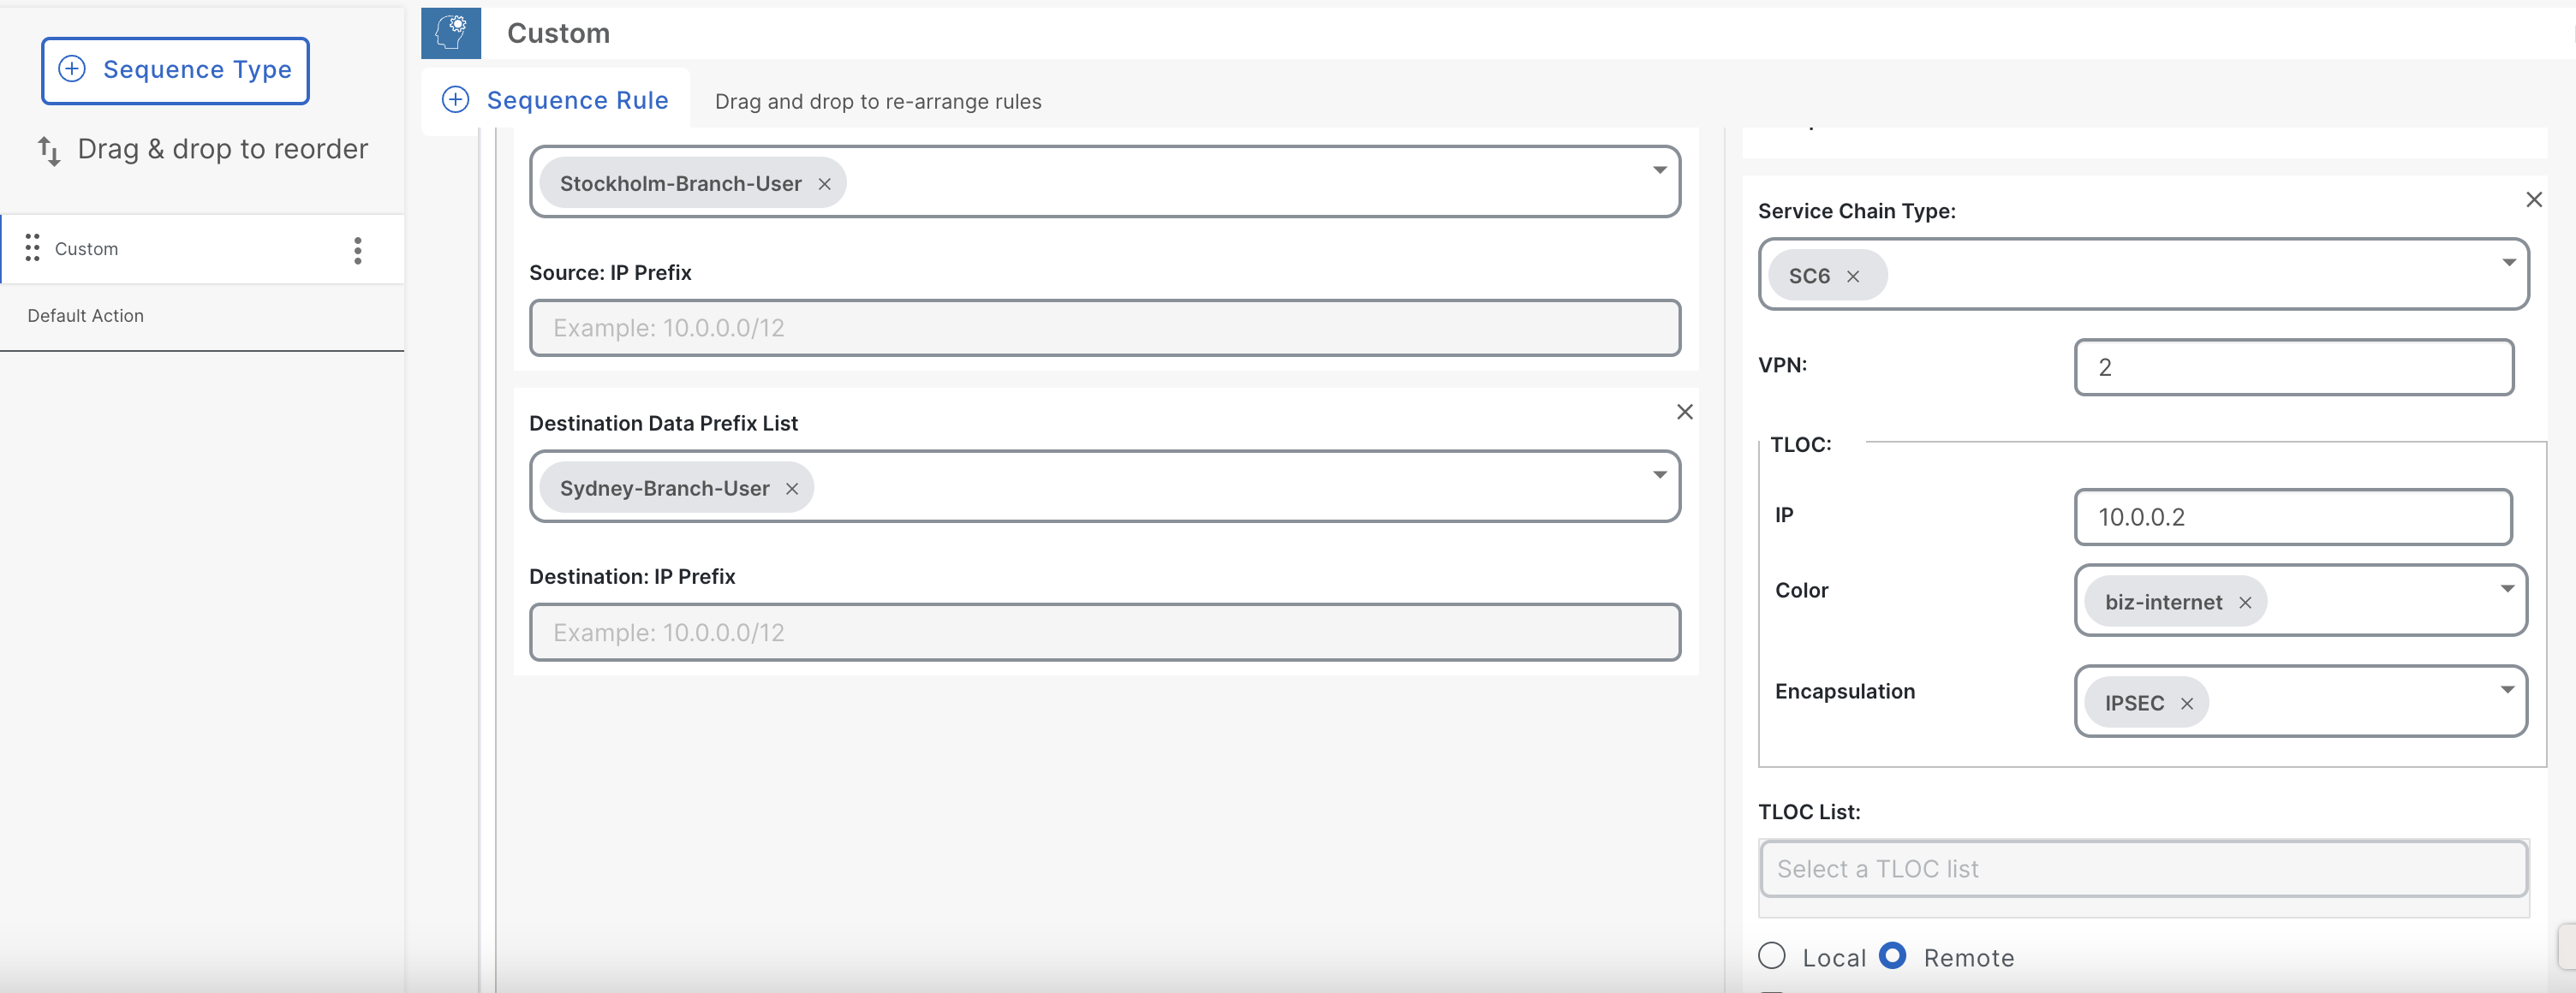 Sequence Type
Drag & drop to reorder
Custom
Default Action
Custom
Sequence Rule
Drag and drop to re-arrange rules
Stockholm-Branch-User
Source: IP Prefix
Example: 10.0.0.0/12
Destination Data Prefix List
Sydney-Branch-User
Destination: IP Prefix
Example: 10.0.0.0/12
Service Chain Type:
SC6
VPN:
2
TLOC:
IP
10.0.0.2
Color
biz-internet
Encapsulation
IPSEC
TLOC List:
Select a TLOC list
Local
Remote